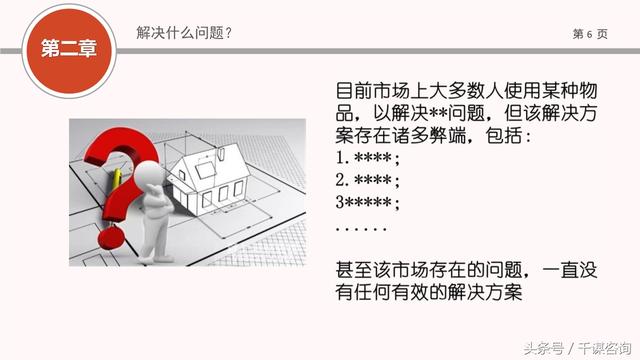 第二章
解决什么问题？
第 6 页
目前市场上大多数人使用某种物
品，以解决**问题，但该解决方
案存在诸多弊端，包括：
1.****;
2.****;
3*****;
......
甚至该市场存在的问题，一直没
有任何有效的解决方案
头条号 / 千谋咨询